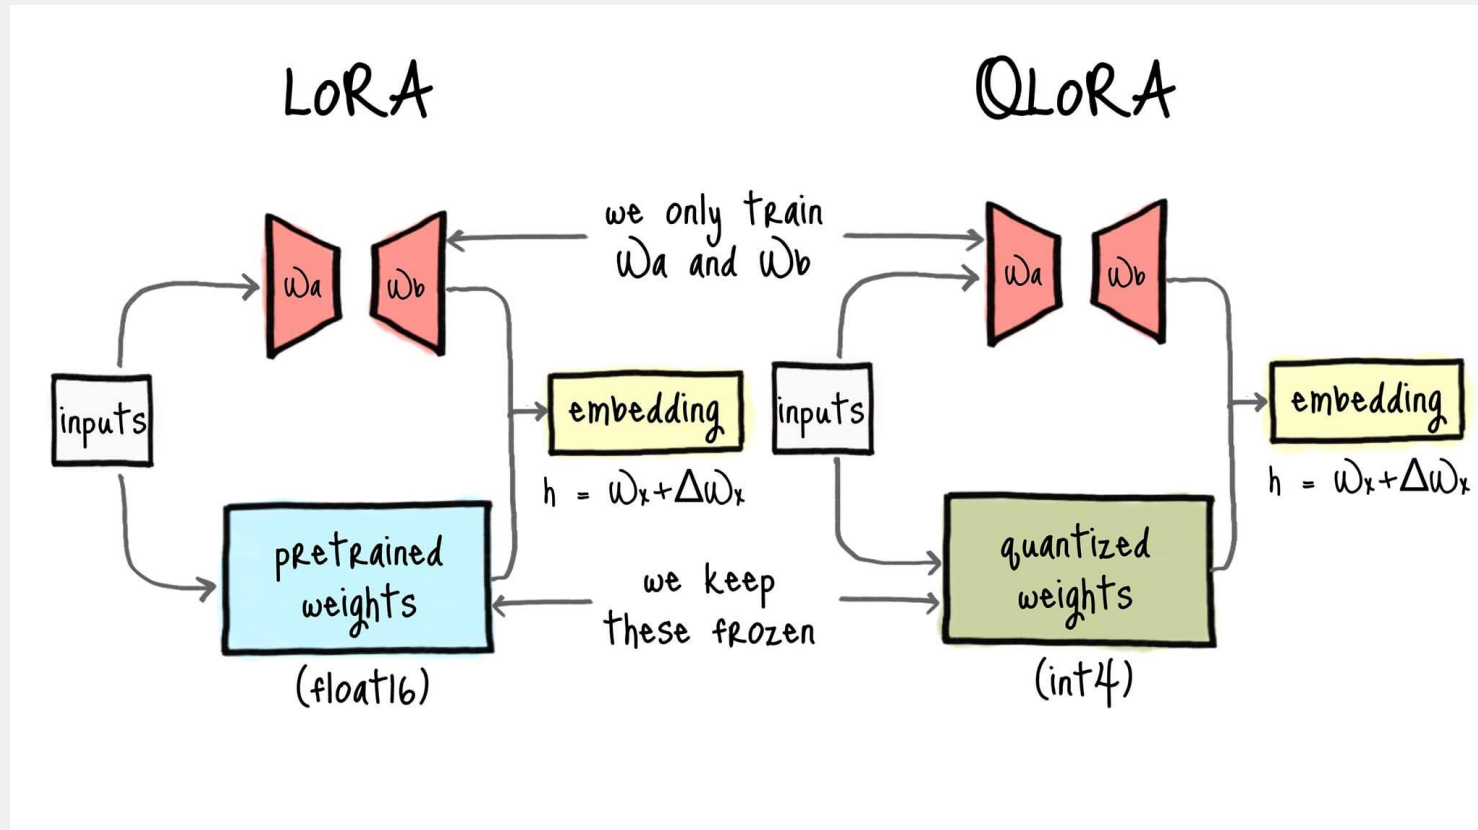 LoRA
QLoRA
we only train
Wa and Wb
Wa
Wb
inputs
embedding
h = Wx+ΔWx
pretrained
weights
(float16)
we keep
these frozen
Wa
Wb
inputs
embedding
h = Wx+ΔWx
quantized
weights
(int4)